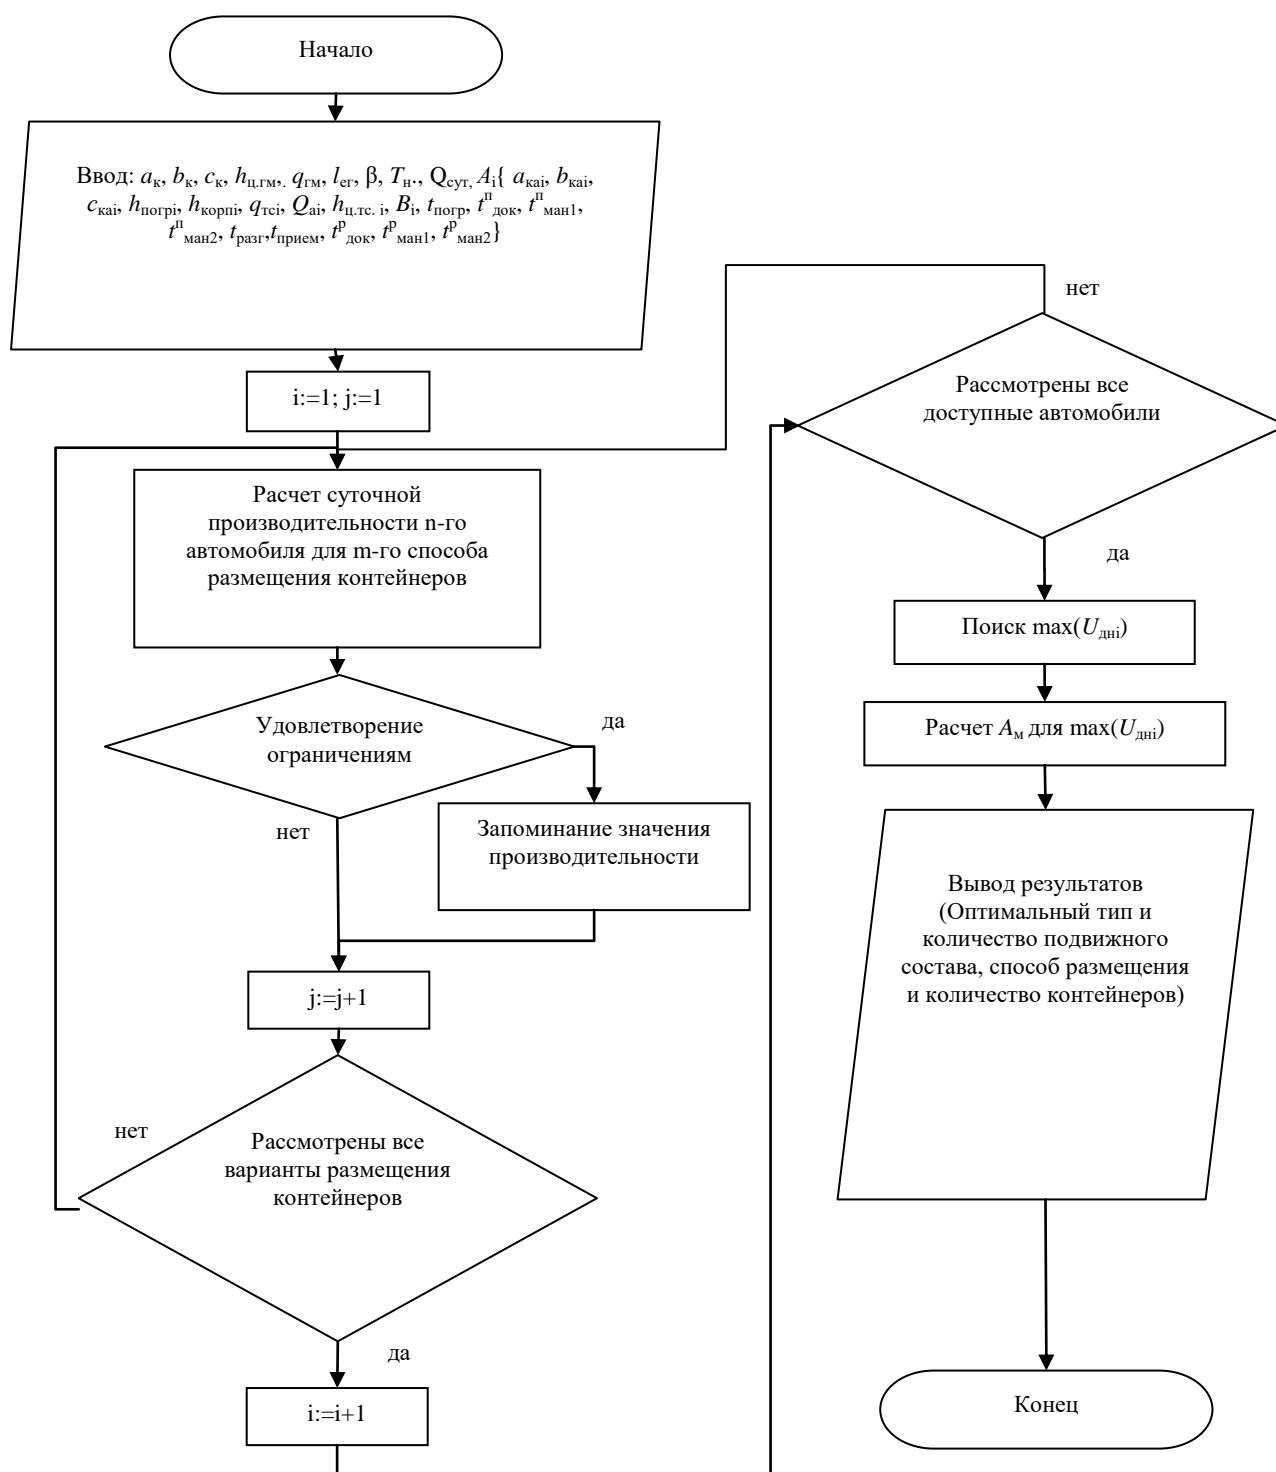 Начало
Ввод: aк, bк, cк, hц.гм,. qгм, lег, β, Tн., Qсут, Ai{ aкаi, bкаi,
cкаi, hпогрi, hкорпi, qтсi, Qаi, hц.тс. i, Bi, tпогр, tпдок, tпман1,
tпман2, tразг,tприем, tрдок, tрман1, tрман2}
i:=1; j:=1
Расчет суточной
производительности n-го
автомобиля для m-го способа
размещения контейнеров
Удовлетворение
ограничениям
да
нет
Запоминание значения
производительности
j:=j+1
нет
Рассмотрены все
варианты размещения
контейнеров
да
i:=i+1
нет
Рассмотрены все
доступные автомобили
да
Поиск max(Uднi)
Расчет Aм для max(Uднi)
Вывод результатов
(Оптимальный тип и
количество подвижного
состава, способ размещения
и количество контейнеров)
Конец